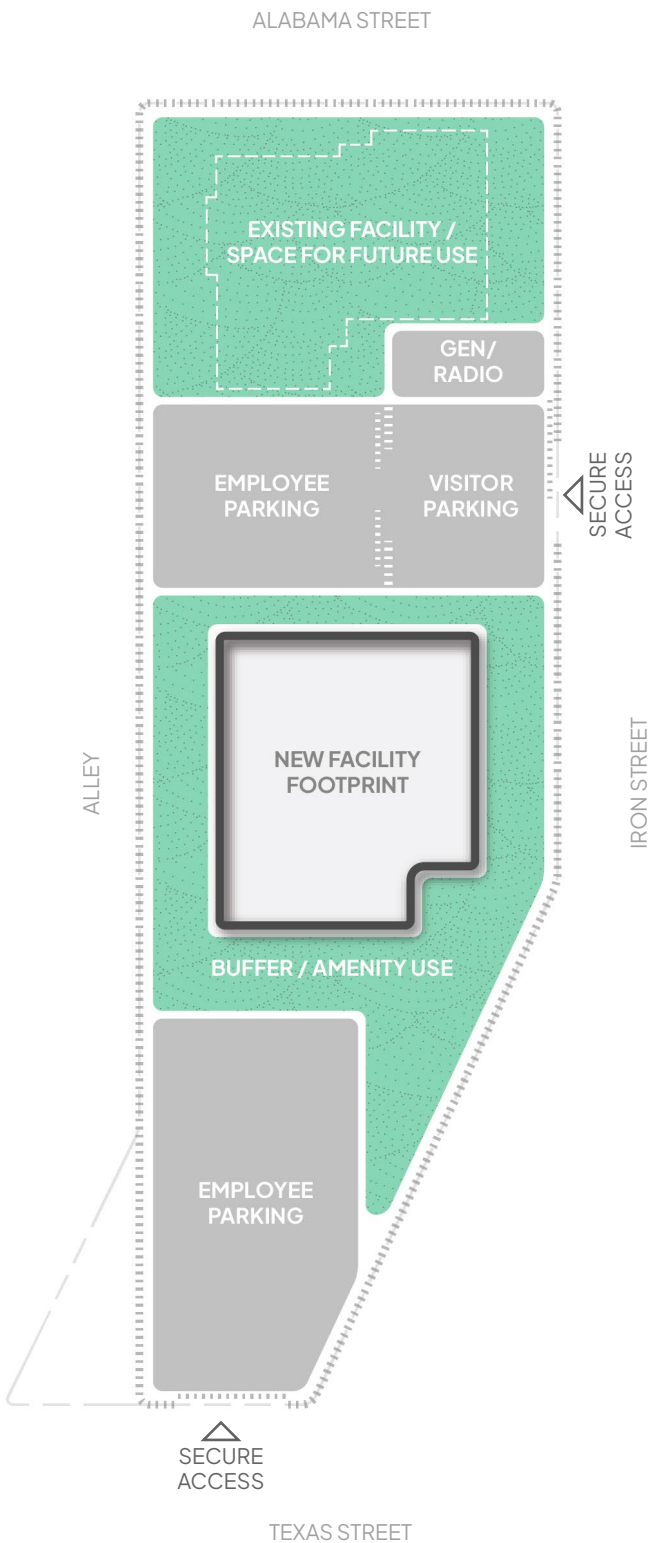 ALABAMA STREET
EXISTING FACILITY /
SPACE FOR FUTURE USE
GEN/
RADIO
EMPLOYEE
PARKING
VISITOR
PARKING
SECURE
ACCESS
NEW FACILITY
FOOTPRINT
ALLEY
IRON STREET
BUFFER / AMENITY USE
EMPLOYEE
PARKING
SECURE
ACCESS
TEXAS STREET